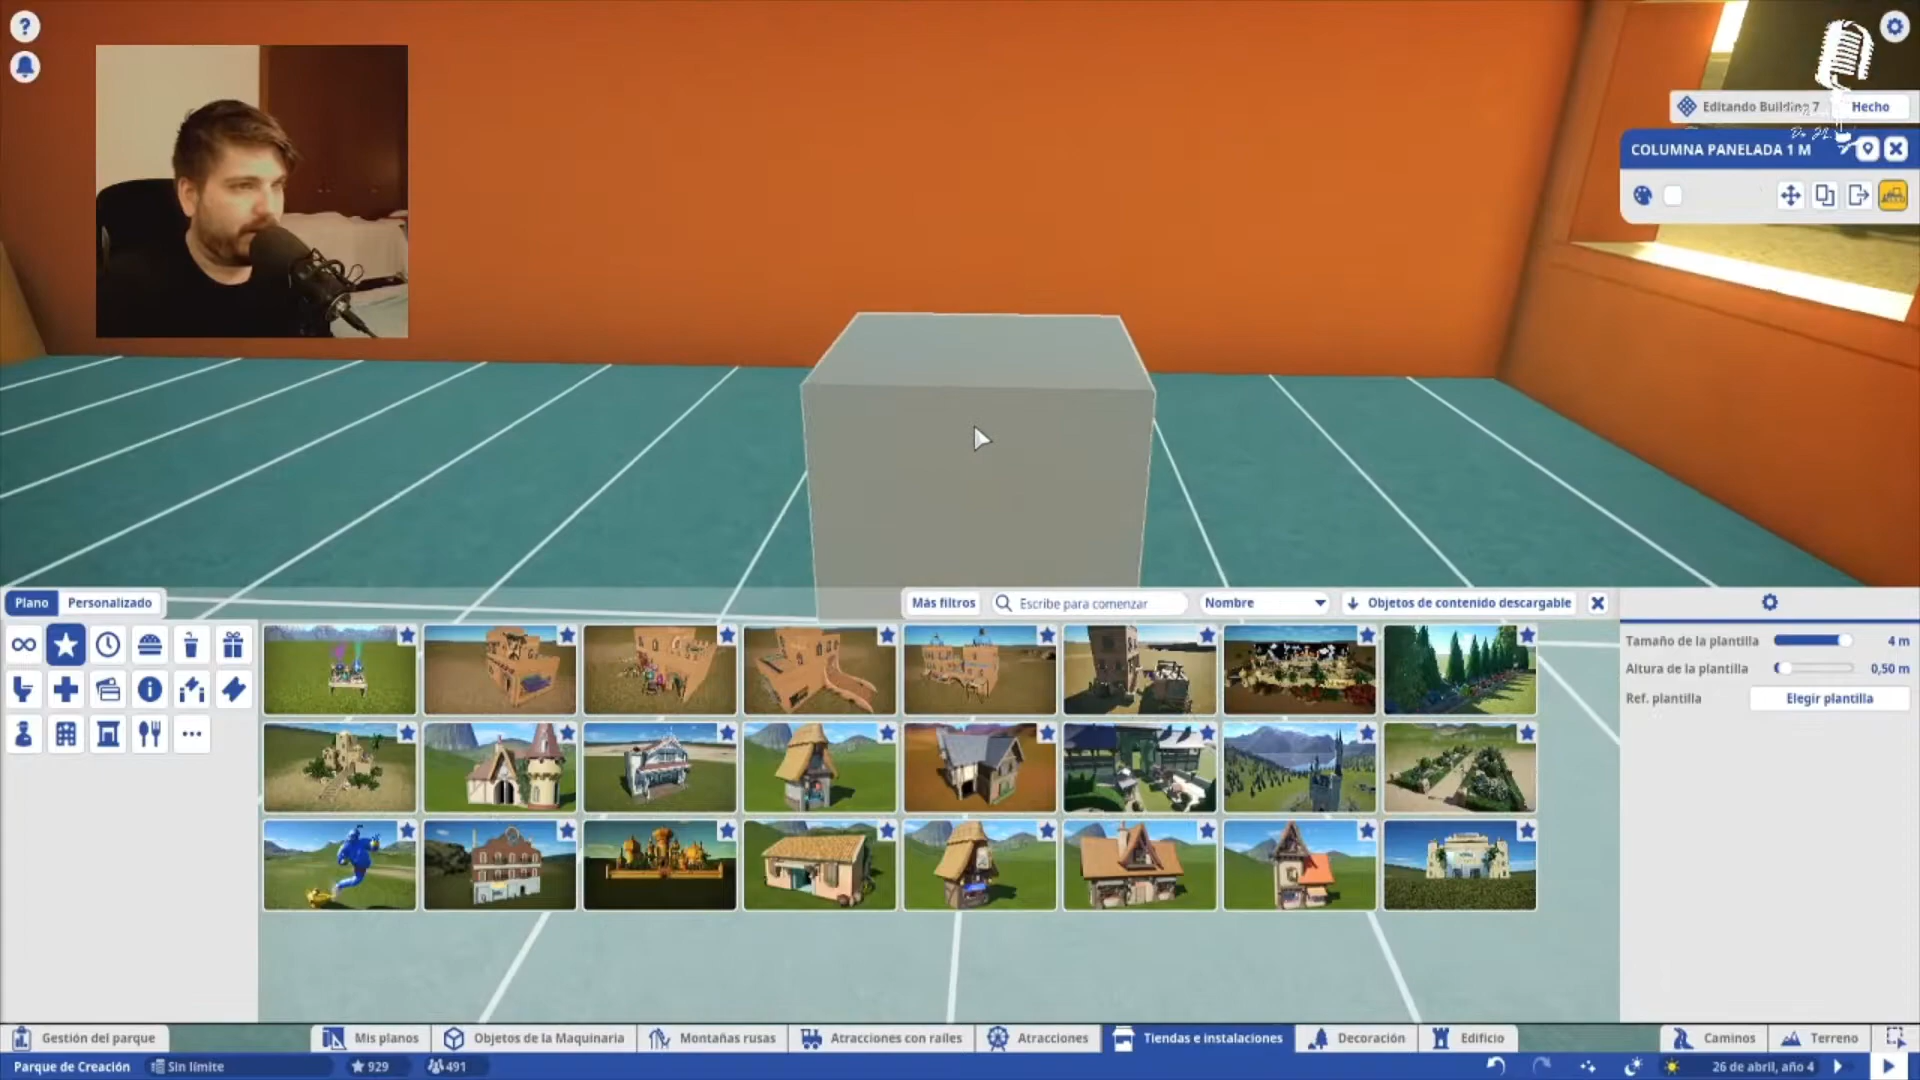 Editando Building 7
Hecho
COLUMNA PANELADA 1 M
Plano
Personalizado
Más filtros
Escribe para comenzar
Nombre
Objetos de contenido descargable
Tamaño de la plantilla
4 m
Altura de la plantilla
0,50 m
Ref. plantilla
Elegir plantilla
Gestión del parque
Mis planos
Objetos de la Maquinaria
Montañas rusas
Atracciones con raíles
Atracciones
Tiendas e instalaciones
Decoración
Edificio
Caminos
Terreno
Parque de Creación
Sin límite
929
491
26 de abril, año 4